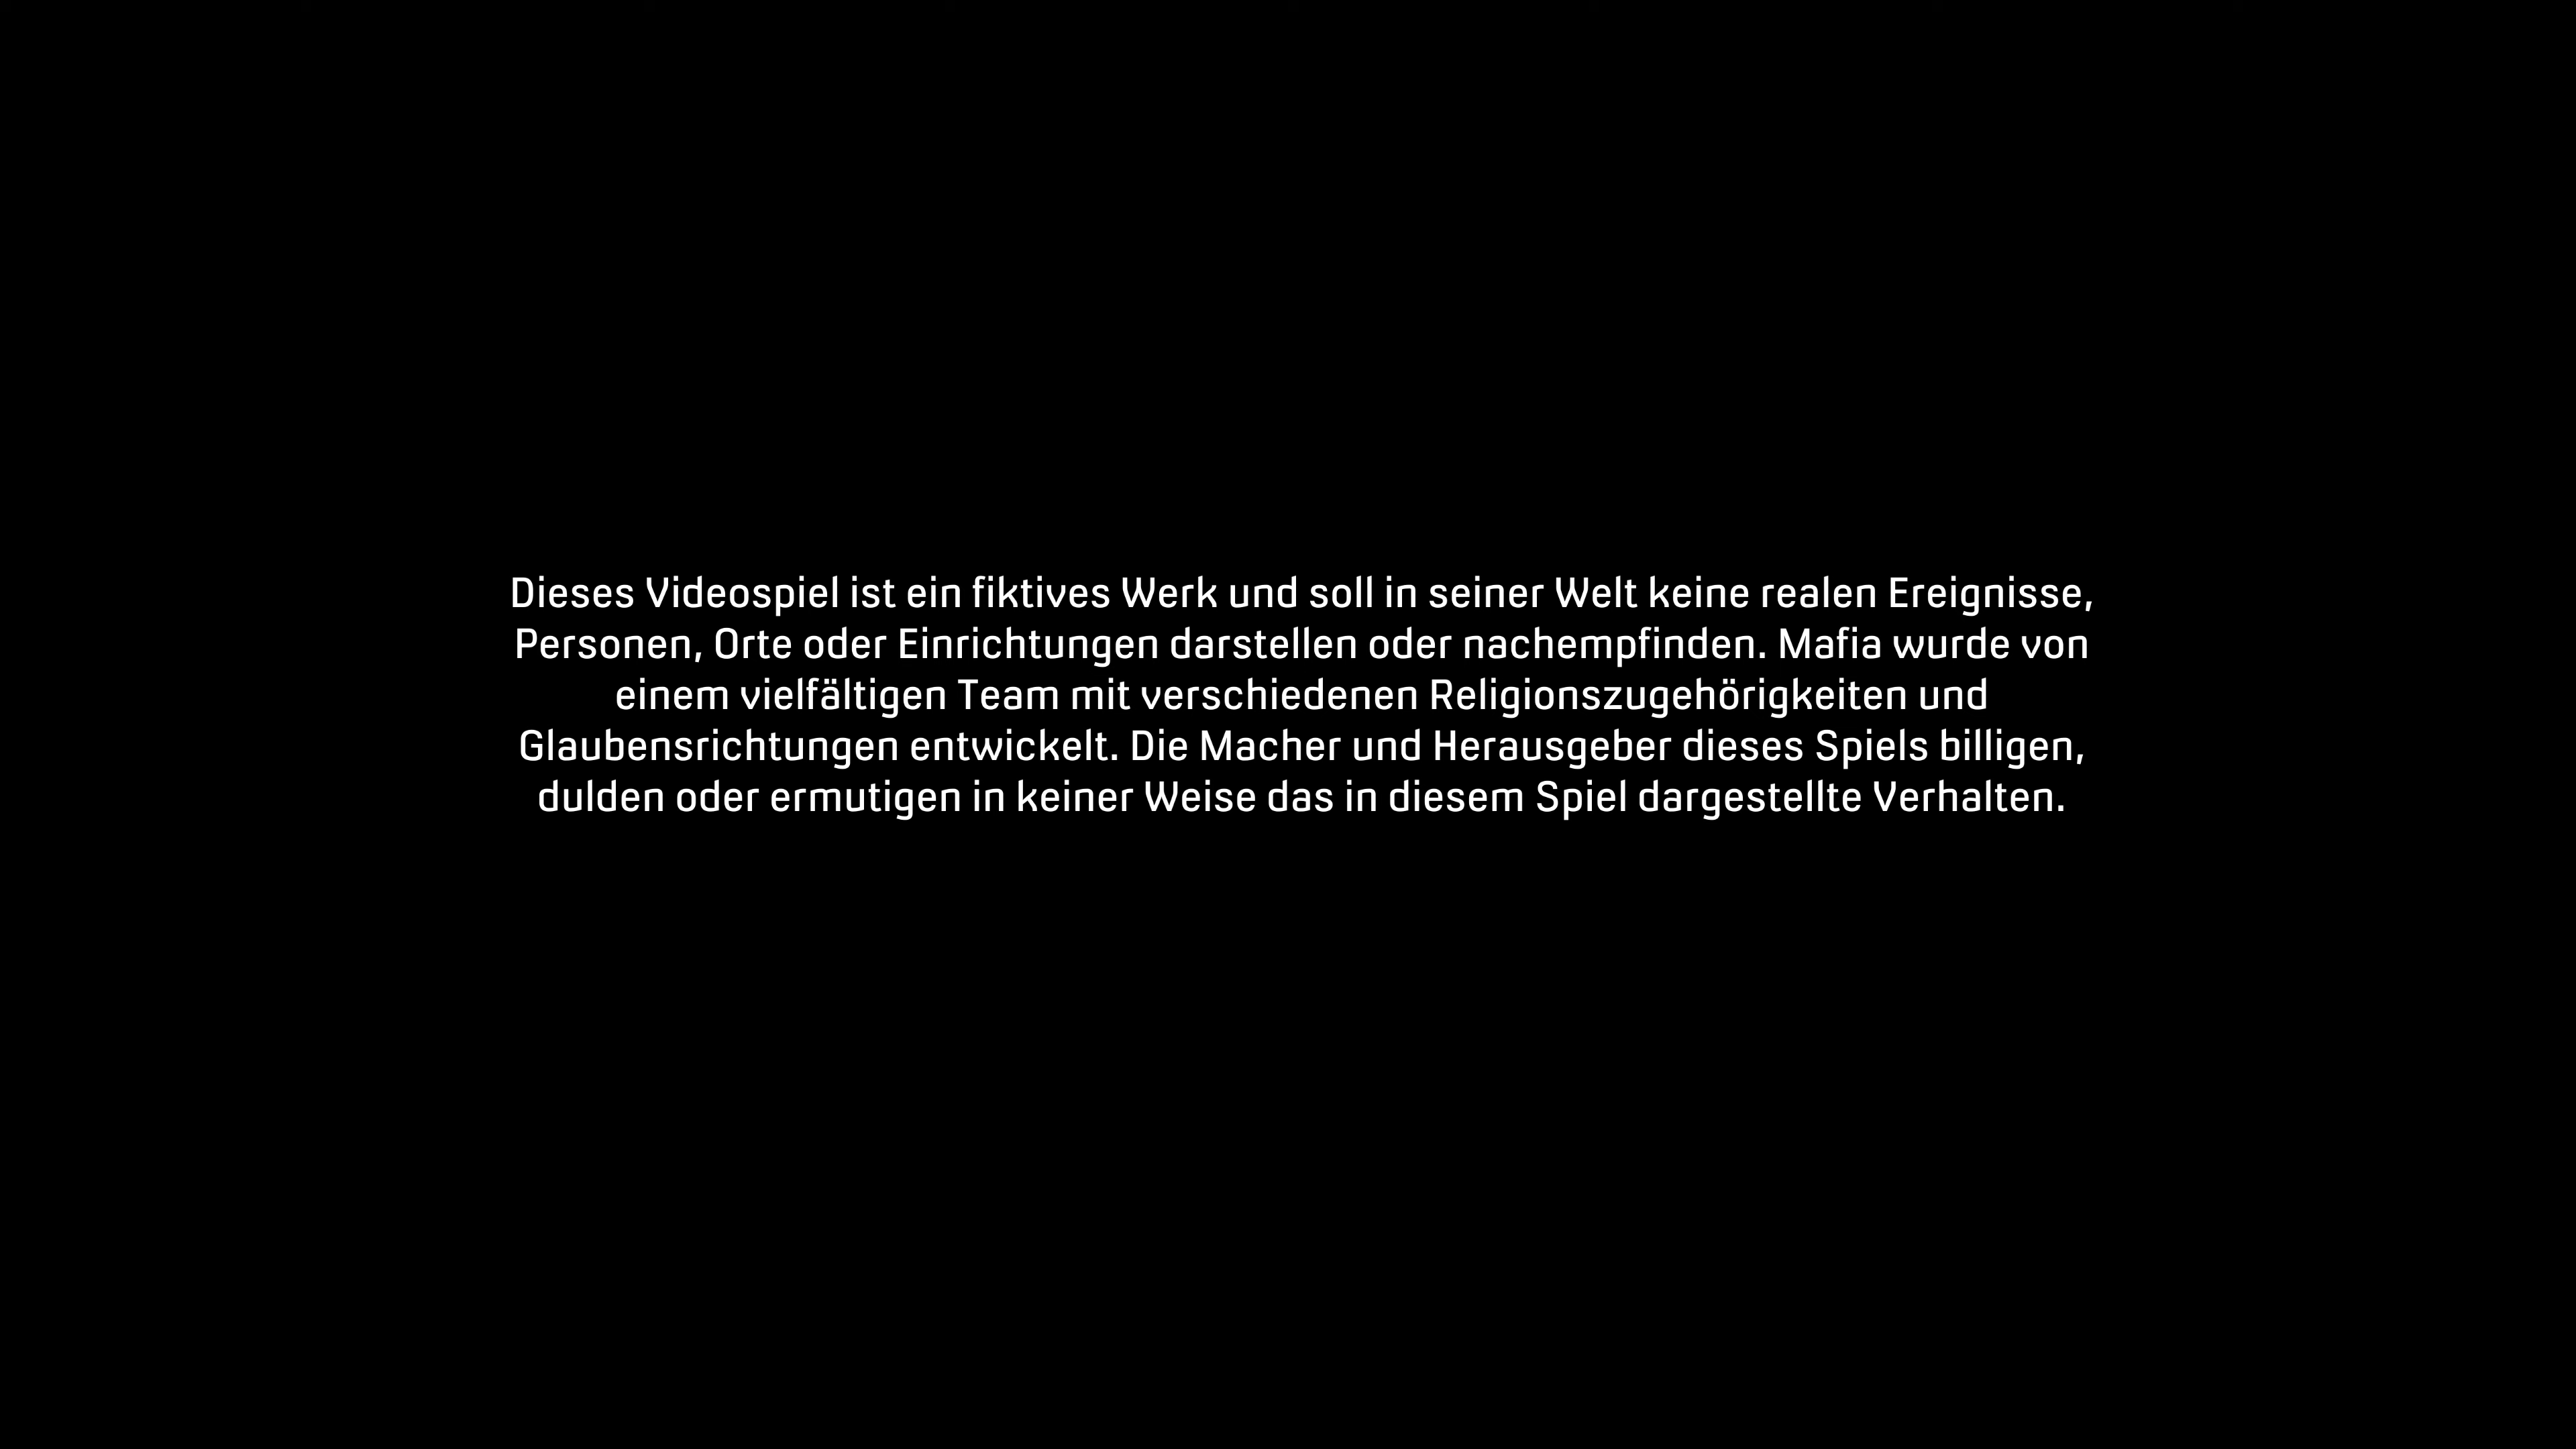 Dieses Videospiel ist ein fiktives Werk und soll in seiner Welt keine realen Ereignisse,
Personen, Orte oder Einrichtungen darstellen oder nachempfinden. Mafia wurde von
einem vielfältigen Team mit verschiedenen Religionszugehörigkeiten und
Glaubensrichtungen entwickelt. Die Macher und Herausgeber dieses Spiels billigen,
dulden oder ermutigen in keiner Weise das in diesem Spiel dargestellte Verhalten.